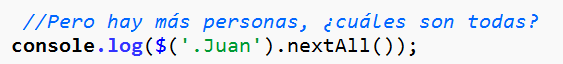 //Pero hay más personas, ¿cuáles son todas?
console.log($('.Juan').nextAll());